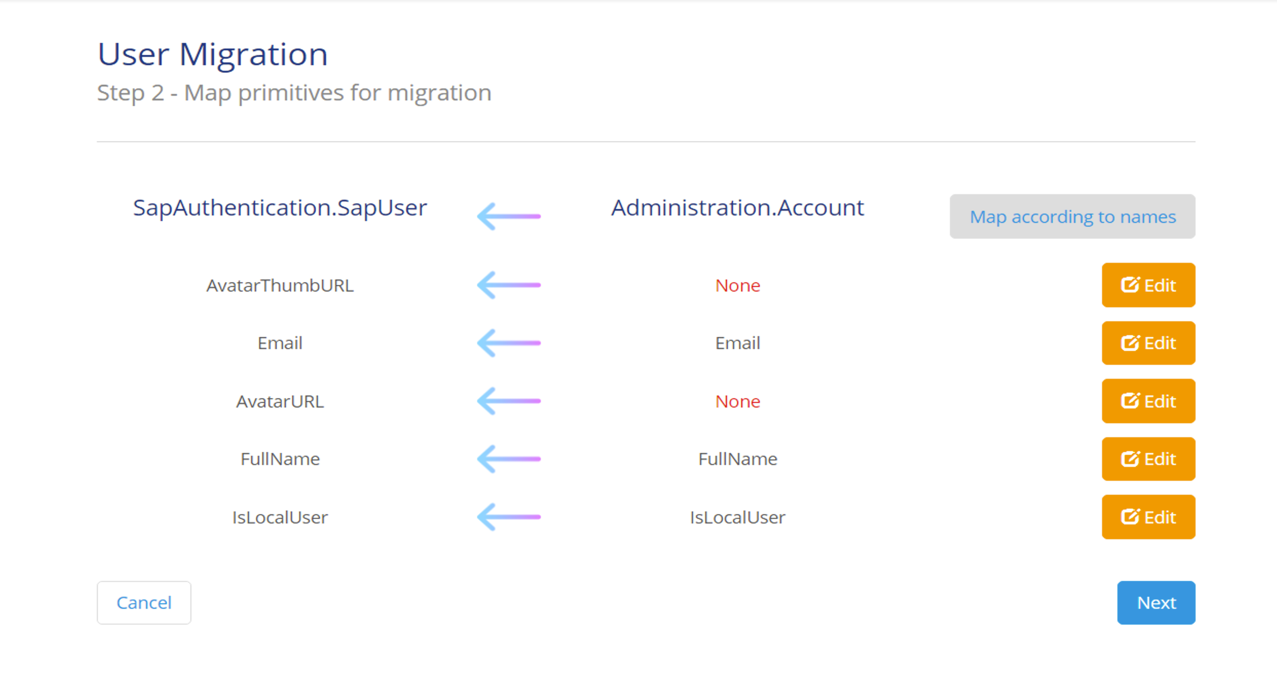 User Migration
Step 2 - Map primitives for migration
SapAuthentication.SapUser Administration.Account Map according to names
AvatarThumbURL None Edit
Email Email Edit
AvatarURL None Edit
FullName FullName Edit
IsLocalUser IsLocalUser Edit
Cancel Next